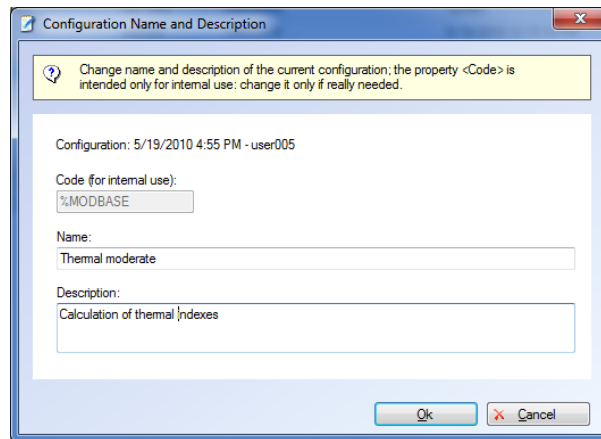 Configuration Name and Description
Change name and description of the current configuration; the property <Code> is
intended only for internal use: change it only if really needed.
Configuration: 5/19/2010 4:55 PM - user005
Code (for internal use):
%MODBASE
Name:
Thermal moderate
Description:
Calculation of thermal indexes
Ok
Cancel